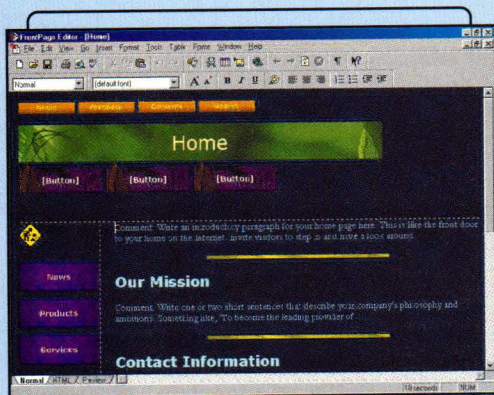 FrontPage Editor - [Home]
File Edit View Go Insert Format Tools Table Frame Window Help
Normal (default font)
Home Feedback Contents Search
Home
[Button] [Button] [Button]
Comment: Write an introductory paragraph for your home page here. This is like the front door
to your home on the Internet. Invite visitors to step in and have a look around.
News
Our Mission
Products
Comment: Write one or two short sentences that describe your company's philosophy and
ambitions. Something like, "To become the leading provider of ...
Services
Contact Information
Normal HTML Preview
18 seconds NUM